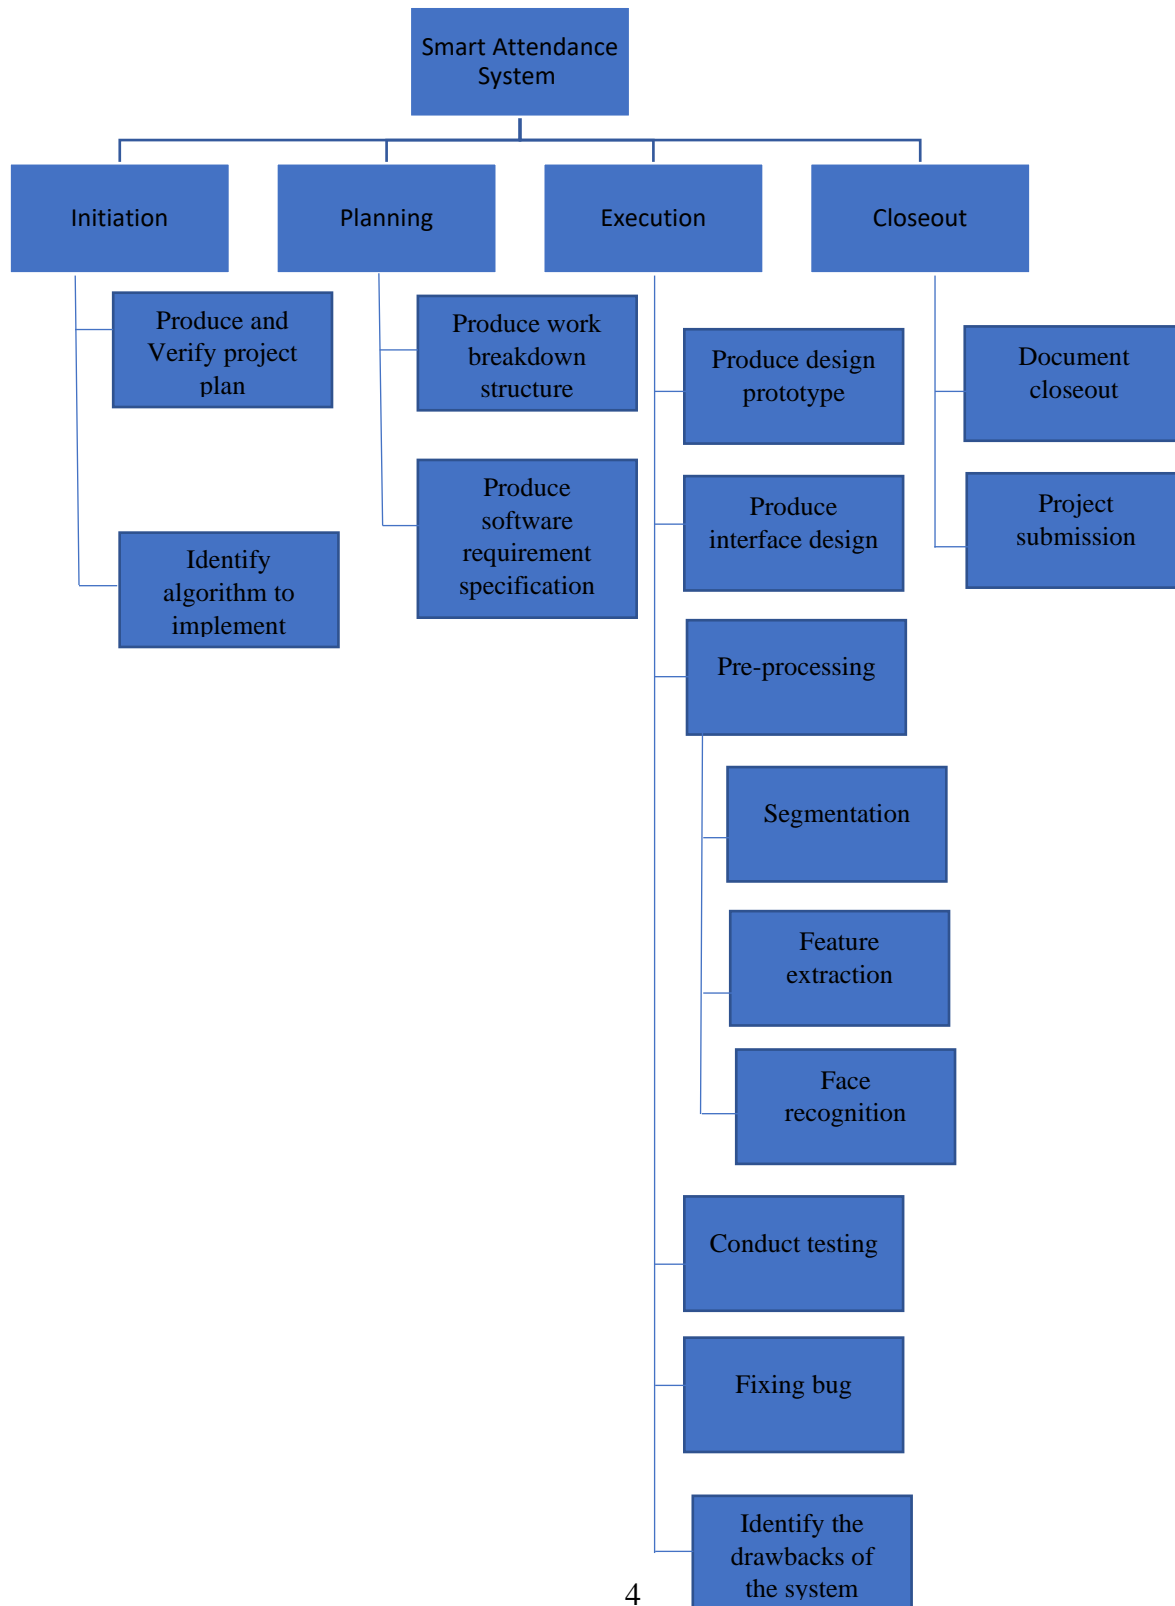 Smart Attendance
System
Initiation
Planning
Execution
Closeout
Produce and
Verify project
plan
Identify
algorithm to
implement
Produce work
breakdown
structure
Produce
software
requirement
specification
Produce design
prototype
Produce
interface design
Pre-processing
Segmentation
Feature
extraction
Face
recognition
Conduct testing
Fixing bug
Identify the
drawbacks of
the system
Document
closeout
Project
submission
4